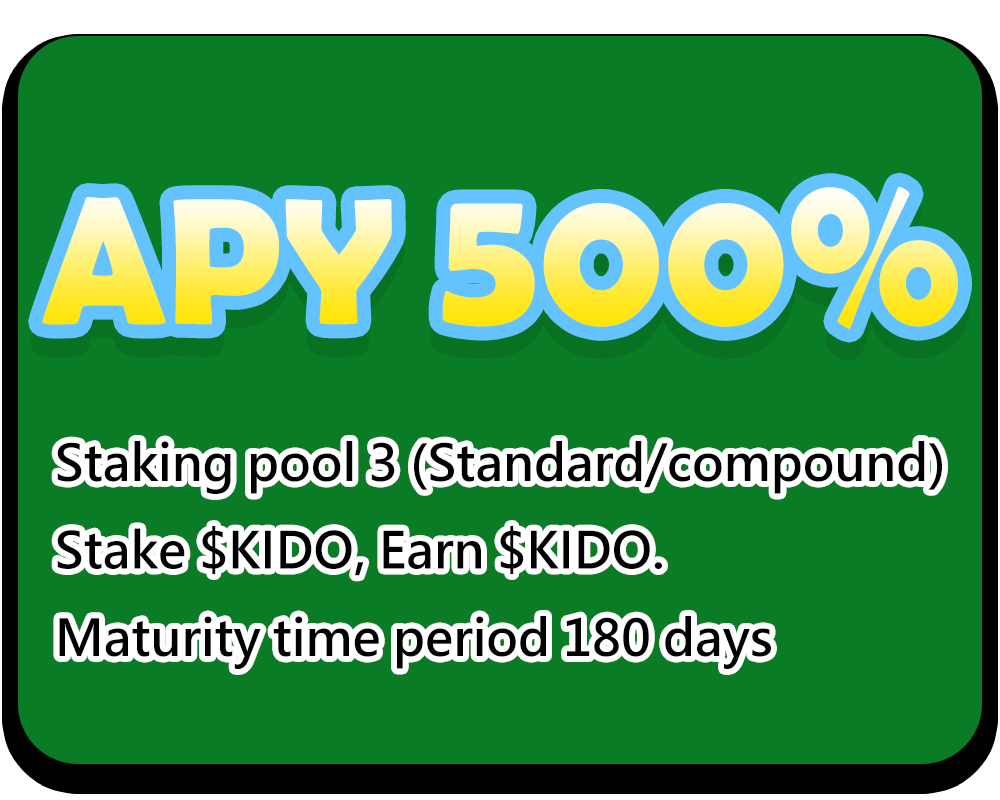 APY 500%
Staking pool 3 (Standard/compound)
Stake $KIDO, Earn $KIDO.
Maturity time period 180 days